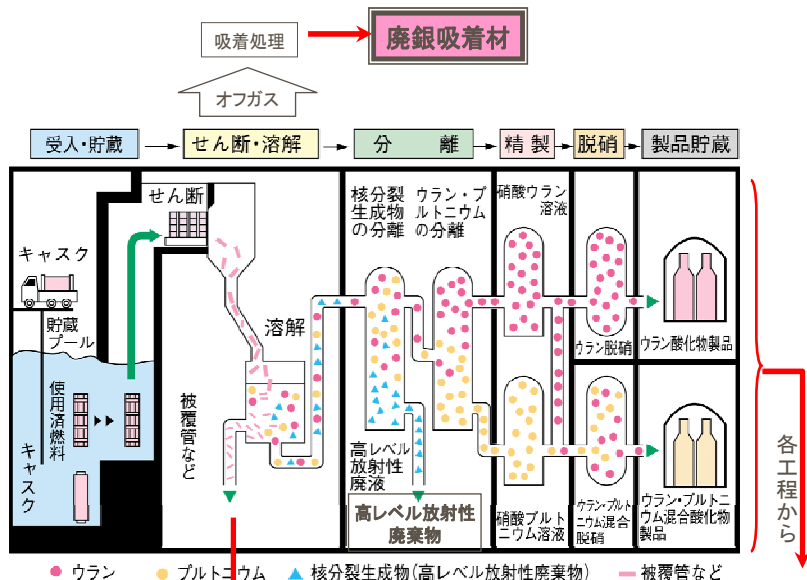 吸着処理
廃銀吸着材
オフガス
受入・貯蔵
せん断・溶解
分　離
精 製
脱硝
製品貯蔵
せん断
核分裂
生成物
の分離
ウラン・プ
ルトニウム
の分離
硝酸ウラン
溶液
キャスク
貯蔵
プール
溶解
ウラン脱硝
ウラン酸化物製品
使用済燃料
被覆管など
キャスク
高レベル
放射性
廃液
高レベル放射性
廃棄物
硝酸プルト
ニウム溶液
ウラン・プルト
ニウム混合
脱硝
ウラン・プルトニ
ウム混合酸化物
製品
各工程から
ウラン
プルトニウム
核分裂生成物(高レベル放射性廃棄物)
被覆管など